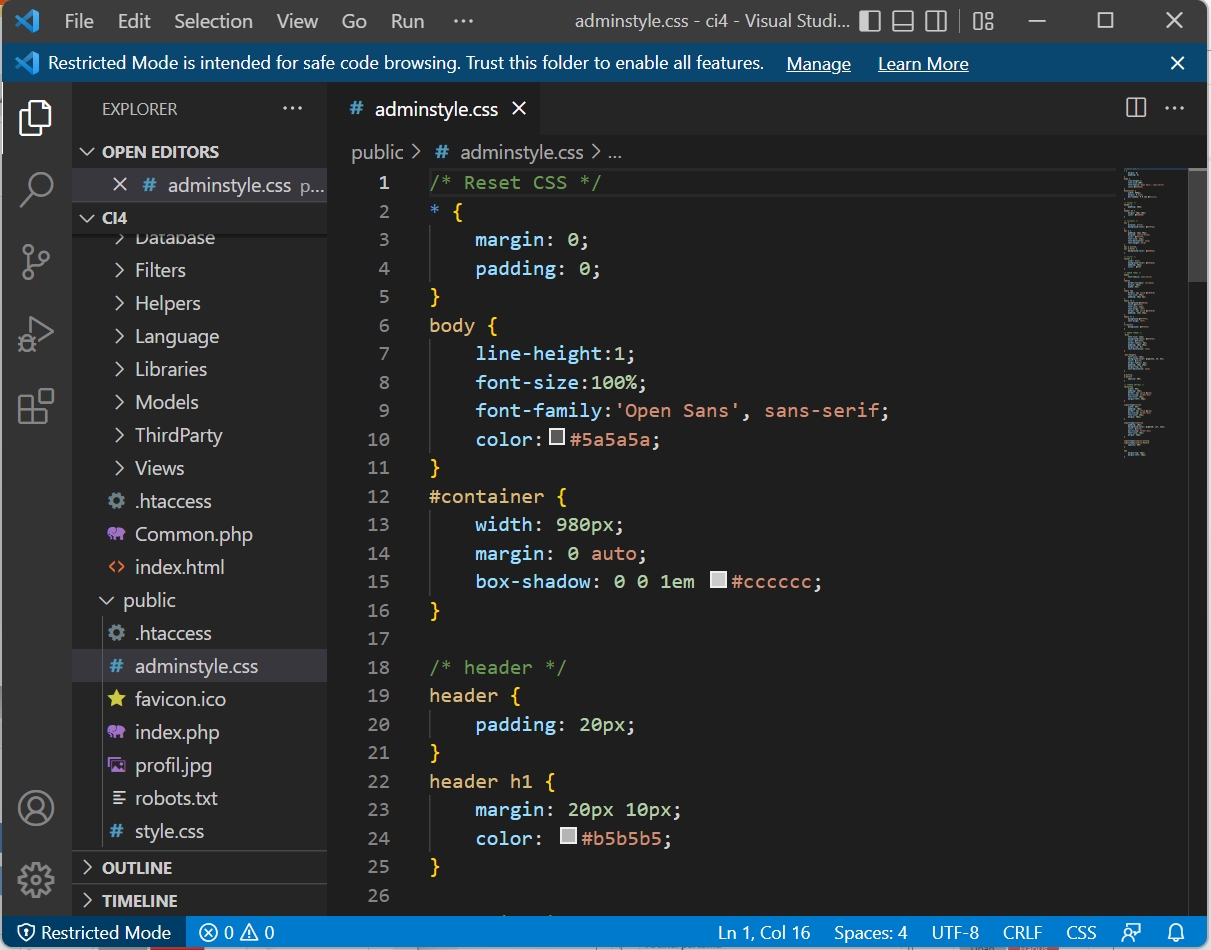 File Edit Selection View Go Run ··· adminstyle.css - ci4 - Visual Studi...
Restricted Mode is intended for safe code browsing. Trust this folder to enable all features. Manage Learn More
EXPLORER
OPEN EDITORS
adminstyle.css p...
CI4
Database
Filters
Helpers
Language
Libraries
Models
ThirdParty
Views
.htaccess
Common.php
index.html
public
.htaccess
adminstyle.css
favicon.ico
index.php
profil.jpg
robots.txt
style.css
OUTLINE
TIMELINE
# adminstyle.css
public > # adminstyle.css > ...
1 /* Reset CSS */
2 * {
3     margin: 0;
4     padding: 0;
5 }
6 body {
7     line-height:1;
8     font-size:100%;
9     font-family:'Open Sans', sans-serif;
10     color:#5a5a5a;
11 }
12 #container {
13     width: 980px;
14     margin: 0 auto;
15     box-shadow: 0 0 1em #cccccc;
16 }
17
18 /* header */
19 header {
20     padding: 20px;
21 }
22 header h1 {
23     margin: 20px 10px;
24     color: #b5b5b5;
25 }
26
Restricted Mode 0 0 Ln 1, Col 16 Spaces: 4 UTF-8 CRLF CSS